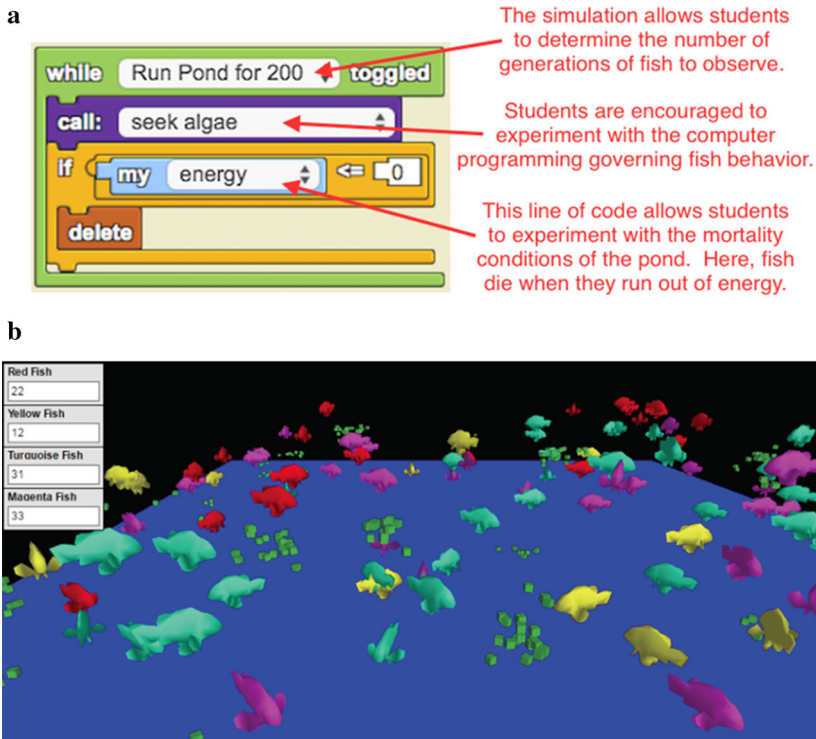 a
The simulation allows students
to determine the number of
generations of fish to observe.
while Run Pond for 200 toggled
call: seek algae
Students are encouraged to
experiment with the computer
programming governing fish behavior.
if my energy <= 0
delete
This line of code allows students
to experiment with the mortality
conditions of the pond. Here, fish
die when they run out of energy.
b
Red Fish
22
Yellow Fish
12
Turquoise Fish
31
Magenta Fish
33